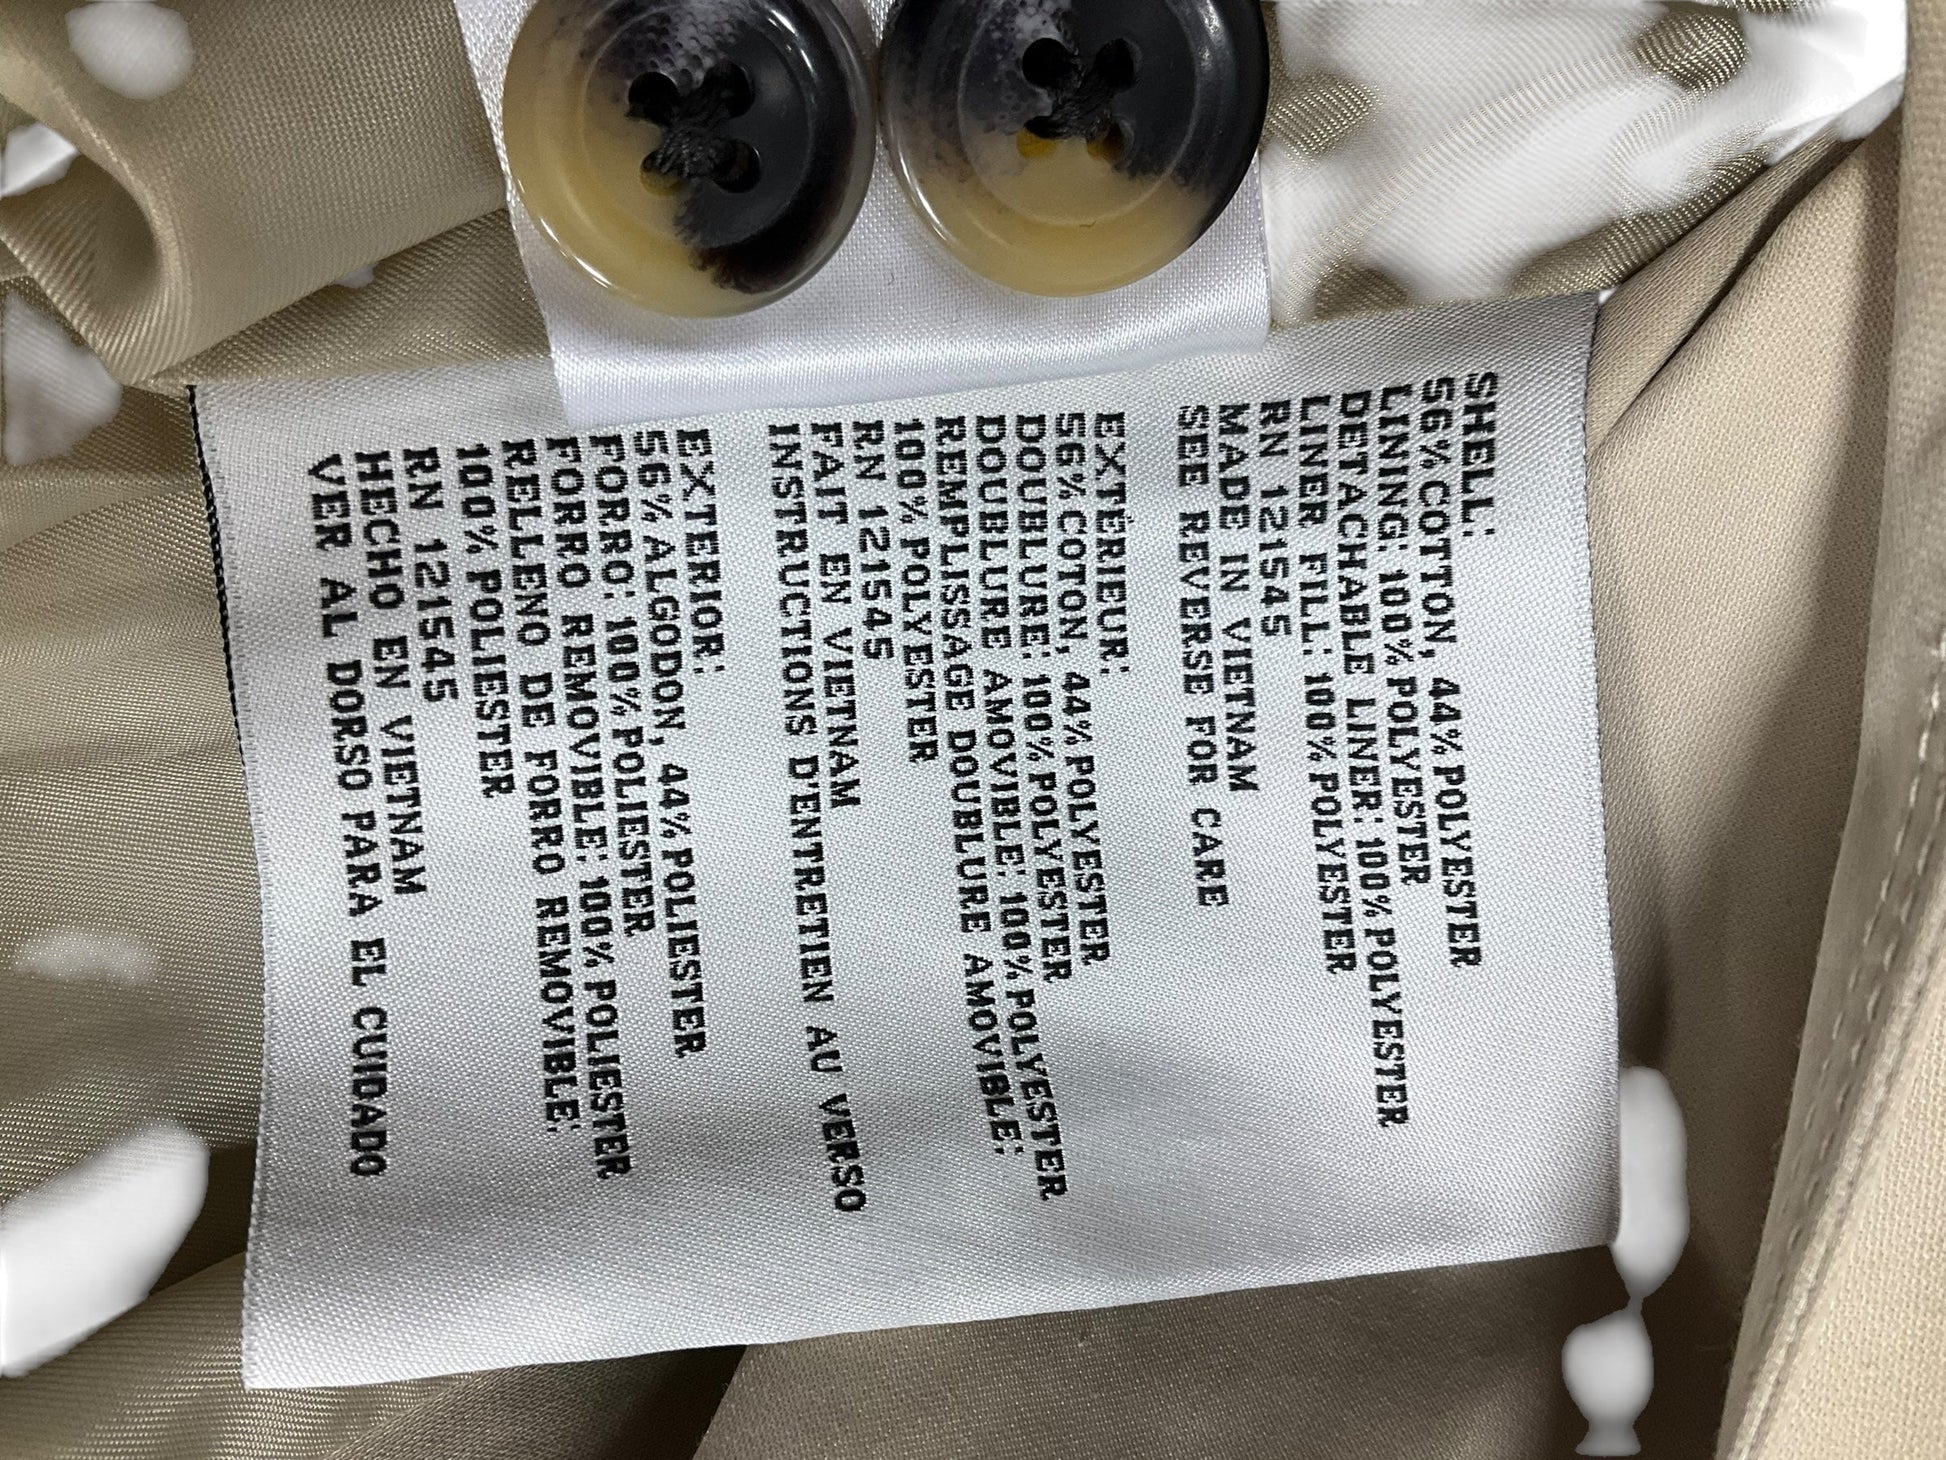 SHELL:
56% COTTON, 44% POLYESTER
LINING: 100% POLYESTER
DETACHABLE LINER: 100% POLYESTER
LINER FILL: 100% POLYESTER
RN 121545
MADE IN VIETNAM
SEE REVERSE FOR CARE
EXTÉRIEUR:
56% COTON, 44% POLYESTER
DOUBLURE: 100% POLYESTER
DOUBLURE AMOVIBLE: 100% POLYESTER
REMPLISSAGE DOUBLURE AMOVIBLE:
100% POLYESTER
RN 121545
FAIT EN VIETNAM
INSTRUCTIONS D'ENTRETIEN AU VERSO
EXTERIOR:
56% ALGODON, 44% POLIESTER
FORRO: 100% POLIESTER
FORRO REMOVIBLE: 100% POLIESTER
RELLENO DE FORRO REMOVIBLE:
100% POLIESTER
RN 121545
HECHO EN VIETNAM
VER AL DORSO PARA EL CUIDADO